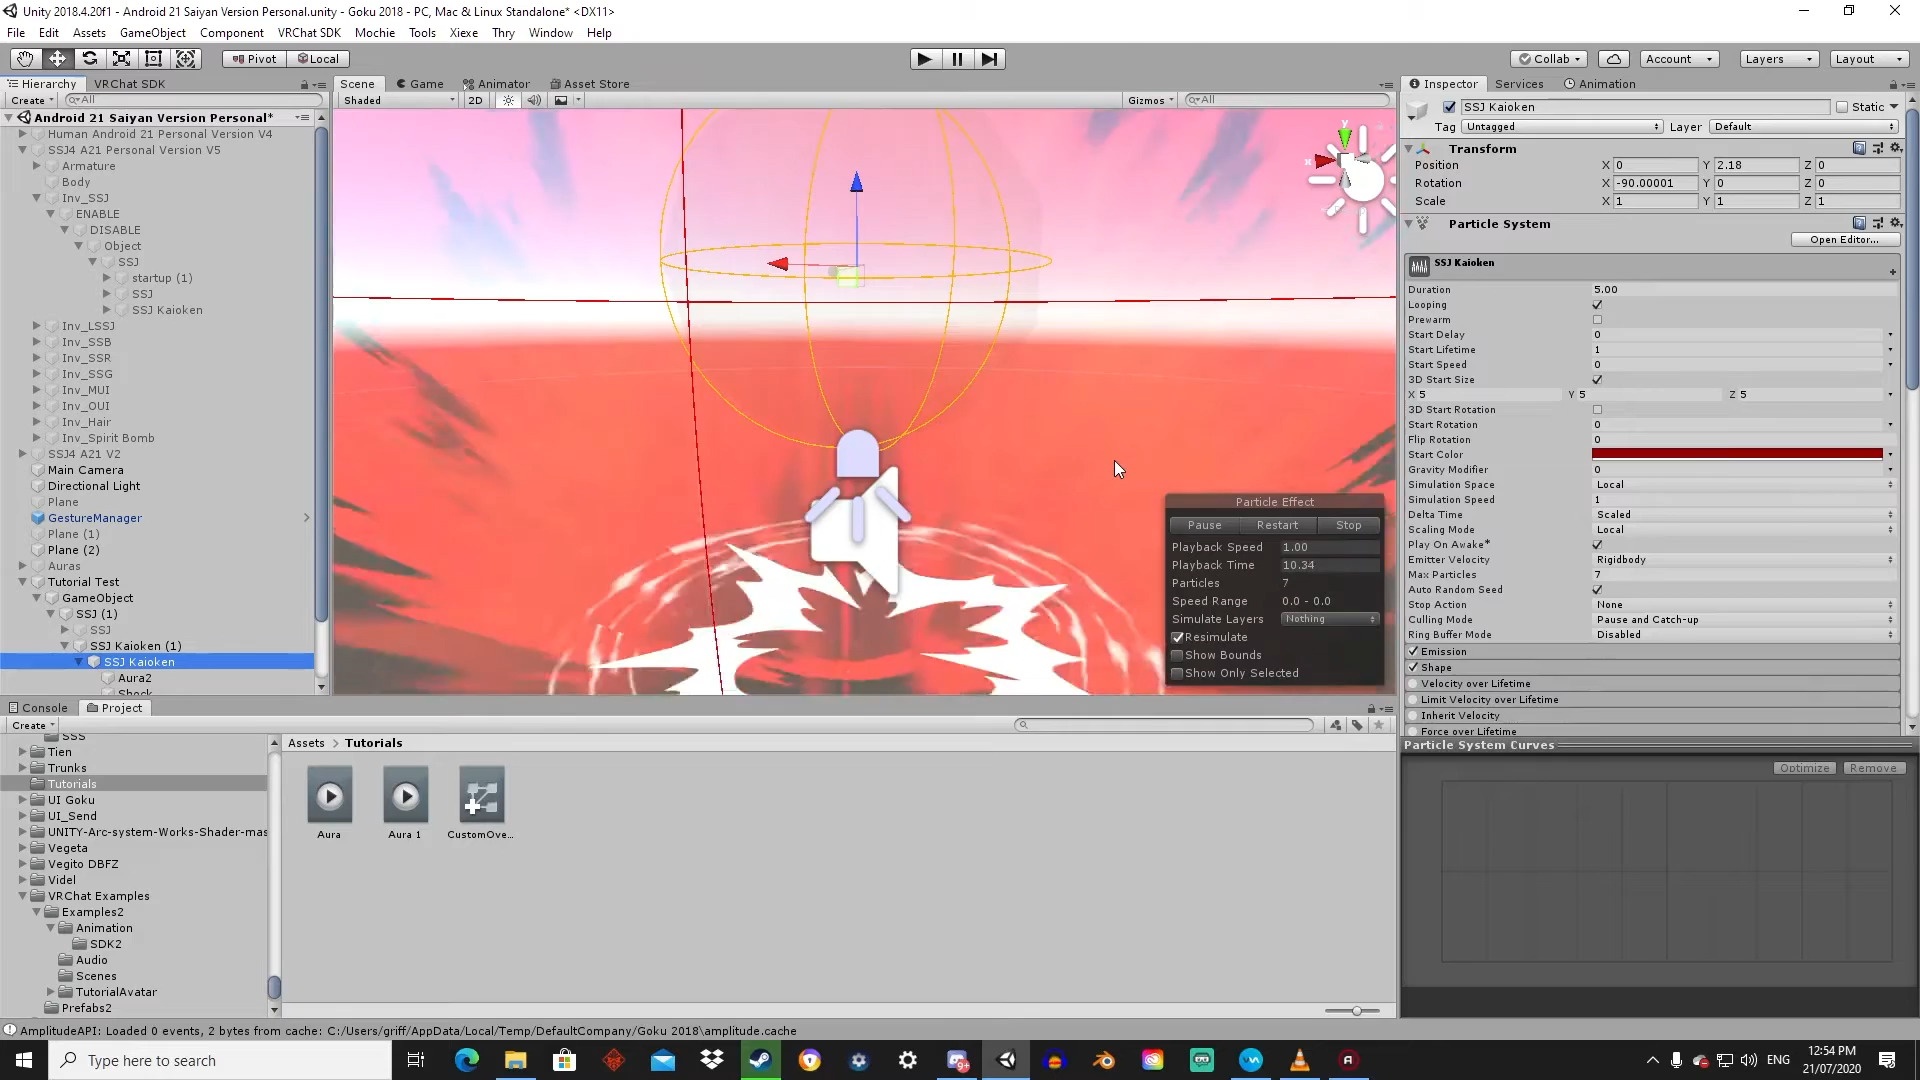 Unity 2018.4.20f1 - Android 21 Saiyan Version Personal.unity - Goku 2018 - PC, Mac & Linux Standalone* <DX11>
File Edit Assets GameObject Component VRChat SDK Mochie Tools Xiexe Thry Window Help
Pivot Local Collab Account Layers Layout
Hierarchy VRChat SDK Scene Game Animator Asset Store Inspector Services Animation
Create All Shaded 2D Gizmos All
Android 21 Saiyan Version Personal*
Human Android 21 Personal Version V4
SSJ4 A21 Personal Version V5
Armature
Body
Inv_SSJ
ENABLE
DISABLE
Object
SSJ
startup (1)
SSJ
SSJ Kaioken
Inv_LSSJ
Inv_SSB
Inv_SSR
Inv_SSG
Inv_MUI
Inv_OUI
Inv_Hair
Inv_Spirit Bomb
SSJ4 A21 V2
Main Camera
Directional Light
Plane
GestureManager
Plane (1)
Plane (2)
Auras
Tutorial Test
GameObject
SSJ (1)
SSJ
SSJ Kaioken (1)
SSJ Kaioken
Aura2
Shock
y
x
Particle Effect
Pause Restart Stop
Playback Speed 1.00
Playback Time 10.34
Particles 7
Speed Range 0.0 - 0.0
Simulate Layers Nothing
Resimulate
Show Bounds
Show Only Selected
SSJ Kaioken Static
Tag Untagged Layer Default
Transform
Position X 0 Y 2.18 Z 0
Rotation X -90.00001 Y 0 Z 0
Scale X 1 Y 1 Z 1
Particle System
Open Editor...
SSJ Kaioken
Duration 5.00
Looping
Prewarm
Start Delay 0
Start Lifetime 1
Start Speed 0
3D Start Size
X 5 Y 5 Z 5
3D Start Rotation
Start Rotation 0
Flip Rotation 0
Start Color
Gravity Modifier 0
Simulation Space Local
Simulation Speed 1
Delta Time Scaled
Scaling Mode Local
Play On Awake*
Emitter Velocity Rigidbody
Max Particles 7
Auto Random Seed
Stop Action None
Culling Mode Pause and Catch-up
Ring Buffer Mode Disabled
Emission
Shape
Velocity over Lifetime
Limit Velocity over Lifetime
Inherit Velocity
Force over Lifetime
Particle System Curves
Optimize Remove
Console Project
Create
SSS
Tien
Trunks
Tutorials
UI Goku
UI_Send
UNITY-Arc-system-Works-Shader-mas
Vegeta
Vegito DBFZ
Videl
VRChat Examples
Examples2
Animation
SDK2
Audio
Scenes
TutorialAvatar
Prefabs2
Assets > Tutorials
Aura Aura 1 CustomOve...
AmplitudeAPI: Loaded 0 events, 2 bytes from cache: C:/Users/griff/AppData/Local/Temp/DefaultCompany/Goku 2018\amplitude.cache
Type here to search
ENG
12:54 PM
21/07/2020